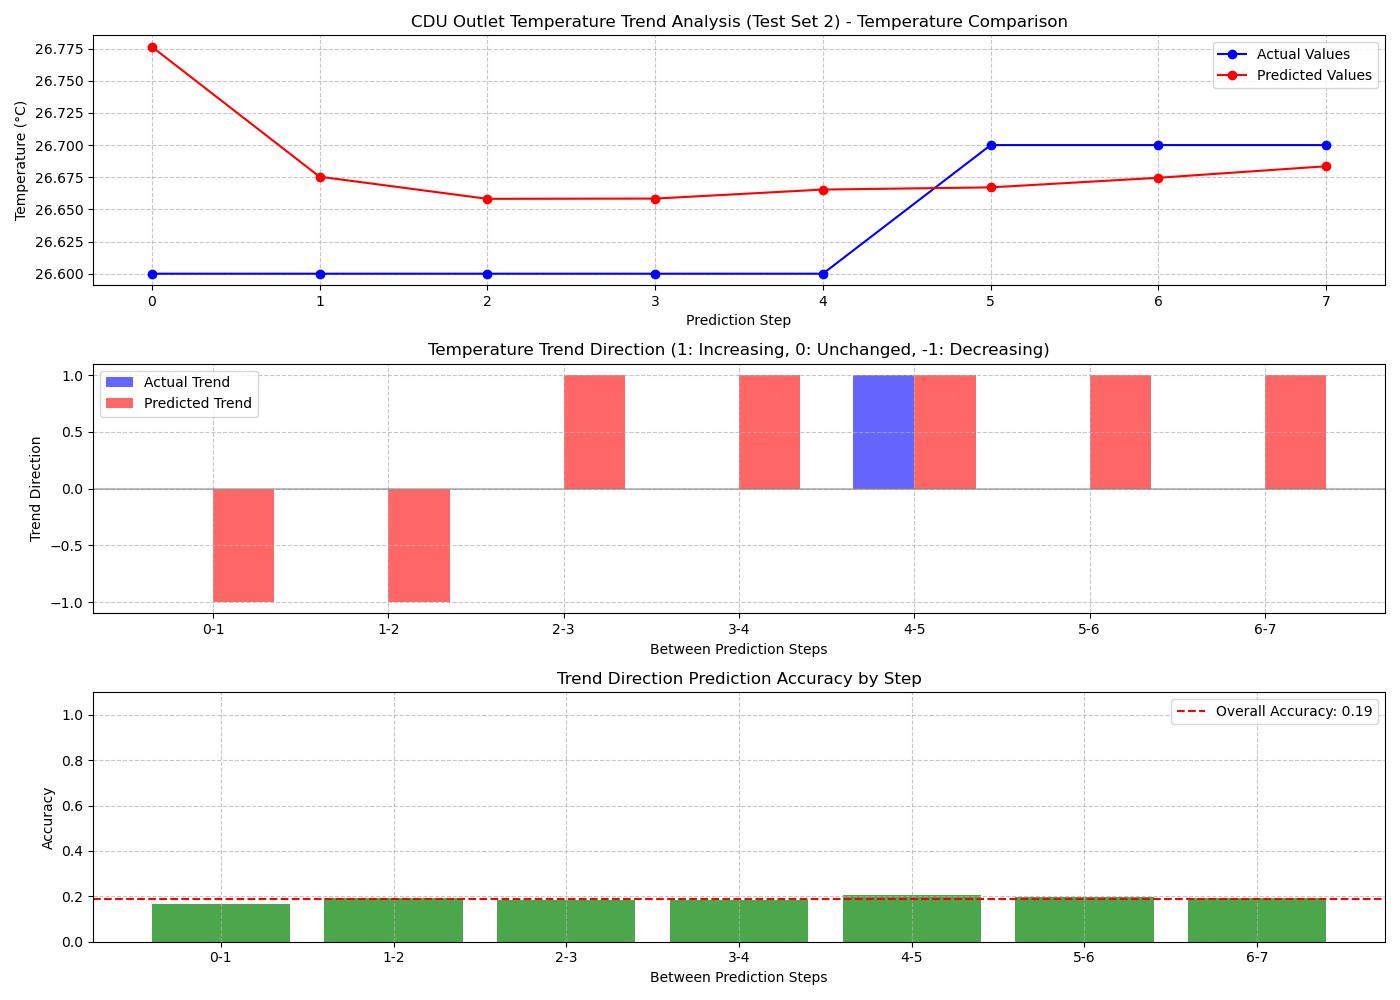 CDU Outlet Temperature Trend Analysis (Test Set 2) - Temperature Comparison
Temperature (°C)
26.775
26.750
26.725
26.700
26.675
26.650
26.625
26.600
Actual Values
Predicted Values
0 1 2 3 4 5 6 7
Prediction Step
Temperature Trend Direction (1: Increasing, 0: Unchanged, -1: Decreasing)
Trend Direction
1.0
0.5
0.0
−0.5
−1.0
Actual Trend
Predicted Trend
0-1 1-2 2-3 3-4 4-5 5-6 6-7
Between Prediction Steps
Trend Direction Prediction Accuracy by Step
Accuracy
1.0
0.8
0.6
0.4
0.2
0.0
Overall Accuracy: 0.19
0-1 1-2 2-3 3-4 4-5 5-6 6-7
Between Prediction Steps